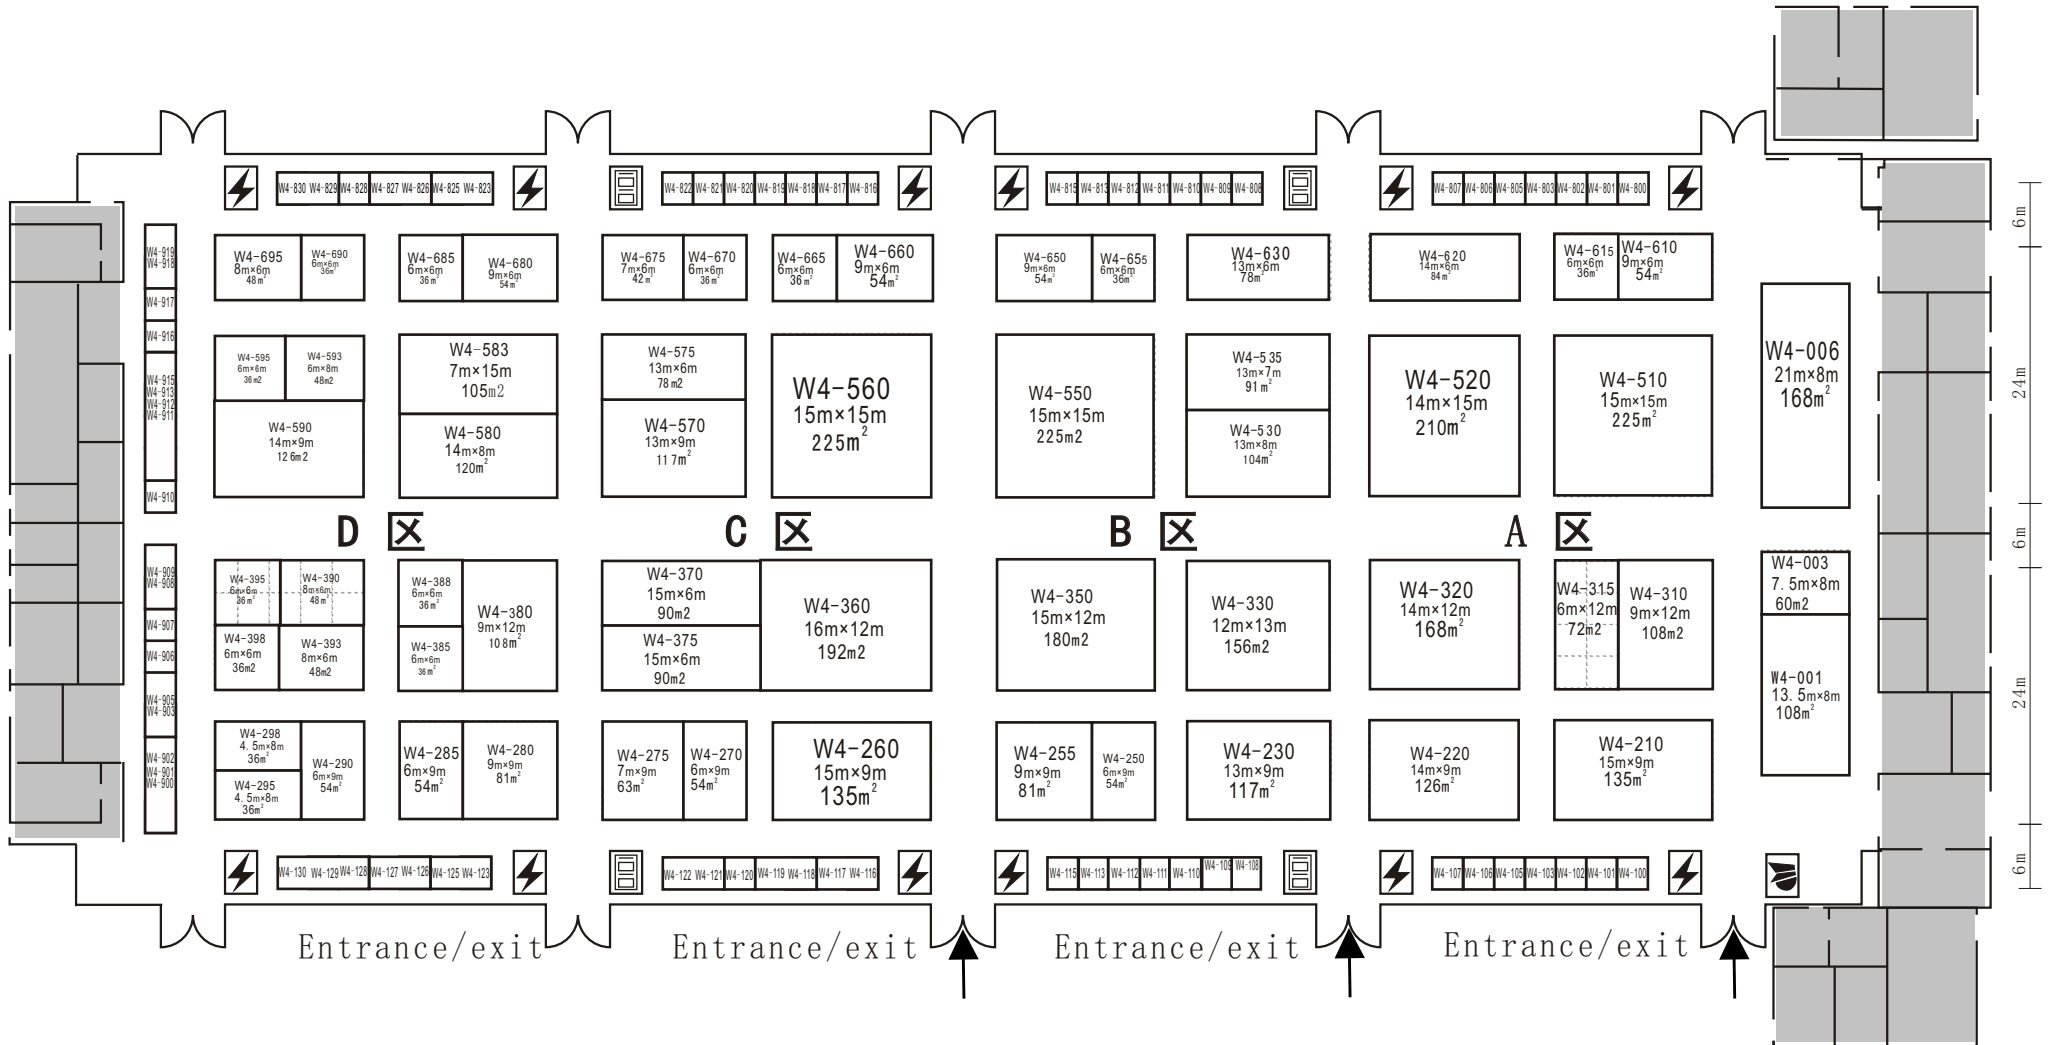 W4-830 W4-829 W4-828 W4-827 W4-826 W4-825 W4-823
W4-822 W4-821 W4-820 W4-819 W4-818 W4-817 W4-816
W4-815 W4-813 W4-812 W4-811 W4-810 W4-809 W4-808
W4-807 W4-806 W4-805 W4-803 W4-802 W4-801 W4-800
W4-919
W4-918
W4-917
W4-916
W4-915
W4-913
W4-912
W4-911
W4-910
W4-909
W4-908
W4-907
W4-906
W4-905
W4-903
W4-902
W4-901
W4-900
W4-695
8m×6m
48m²
W4-690
6m×6m
36m²
W4-685
6m×6m
36m²
W4-680
9m×6m
54m²
W4-675
7m×6m
42m²
W4-670
6m×6m
36m²
W4-665
6m×6m
36m²
W4-660
9m×6m
54m²
W4-650
9m×6m
54m²
W4-655
6m×6m
36m²
W4-630
13m×6m
78m²
W4-620
14m×6m
84m²
W4-615
6m×6m
36m²
W4-610
9m×6m
54m²
W4-595
6m×6m
36m2
W4-593
6m×8m
48m2
W4-590
14m×9m
126m2
W4-583
7m×15m
105m2
W4-580
14m×8m
120m²
W4-575
13m×6m
78m2
W4-570
13m×9m
117m²
W4-560
15m×15m
225m²
W4-550
15m×15m
225m2
W4-535
13m×7m
91m²
W4-530
13m×8m
104m²
W4-520
14m×15m
210m²
W4-510
15m×15m
225m²
W4-006
21m×8m
168m²
D 区
C 区
B 区
A 区
W4-395
6m×6m
36m²
W4-390
8m×6m
48m²
W4-398
6m×6m
36m2
W4-393
8m×6m
48m2
W4-388
6m×6m
36m²
W4-385
6m×6m
36m²
W4-380
9m×12m
108m²
W4-370
15m×6m
90m2
W4-375
15m×6m
90m2
W4-360
16m×12m
192m2
W4-350
15m×12m
180m2
W4-330
12m×13m
156m2
W4-320
14m×12m
168m²
W4-315
6m×12m
72m2
W4-310
9m×12m
108m2
W4-003
7.5m×8m
60m2
W4-001
13.5m×8m
108m²
W4-298
4.5m×8m
36m²
W4-295
4.5m×8m
36m²
W4-290
6m×9m
54m²
W4-285
6m×9m
54m²
W4-280
9m×9m
81m²
W4-275
7m×9m
63m²
W4-270
6m×9m
54m²
W4-260
15m×9m
135m²
W4-255
9m×9m
81m²
W4-250
6m×9m
54m²
W4-230
13m×9m
117m²
W4-220
14m×9m
126m²
W4-210
15m×9m
135m²
W4-130 W4-129 W4-128 W4-127 W4-126 W4-125 W4-123
W4-122 W4-121 W4-120 W4-119 W4-118 W4-117 W4-116
W4-115 W4-113 W4-112 W4-111 W4-110 W4-109 W4-108
W4-107 W4-106 W4-105 W4-103 W4-102 W4-101 W4-100
6m
24m
6m
24m
6m
Entrance/exit
Entrance/exit
Entrance/exit
Entrance/exit